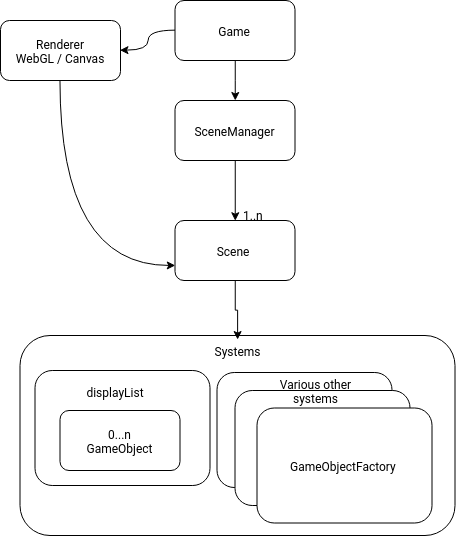 Game
Renderer
WebGL / Canvas
SceneManager
1..n
Scene
Systems
displayList
0...n
GameObject
Various other
systems
GameObjectFactory